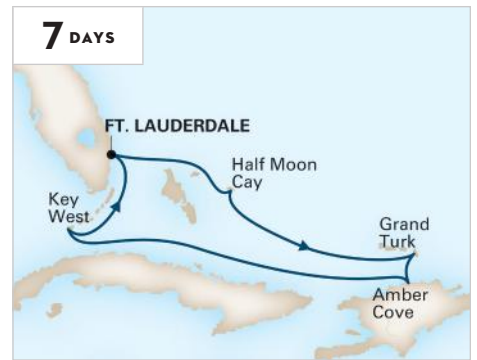 7 DAYS
FT. LAUDERDALE
Half Moon
Cay
Key
West
Grand
Turk
Amber
Cove